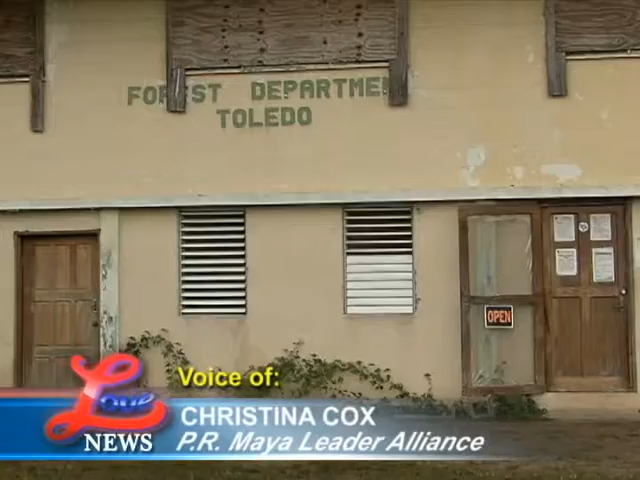 FOREST DEPARTMENT
TOLEDO
OPEN
Voice of:
Love
NEWS
CHRISTINA COX
P.R. Maya Leader Alliance